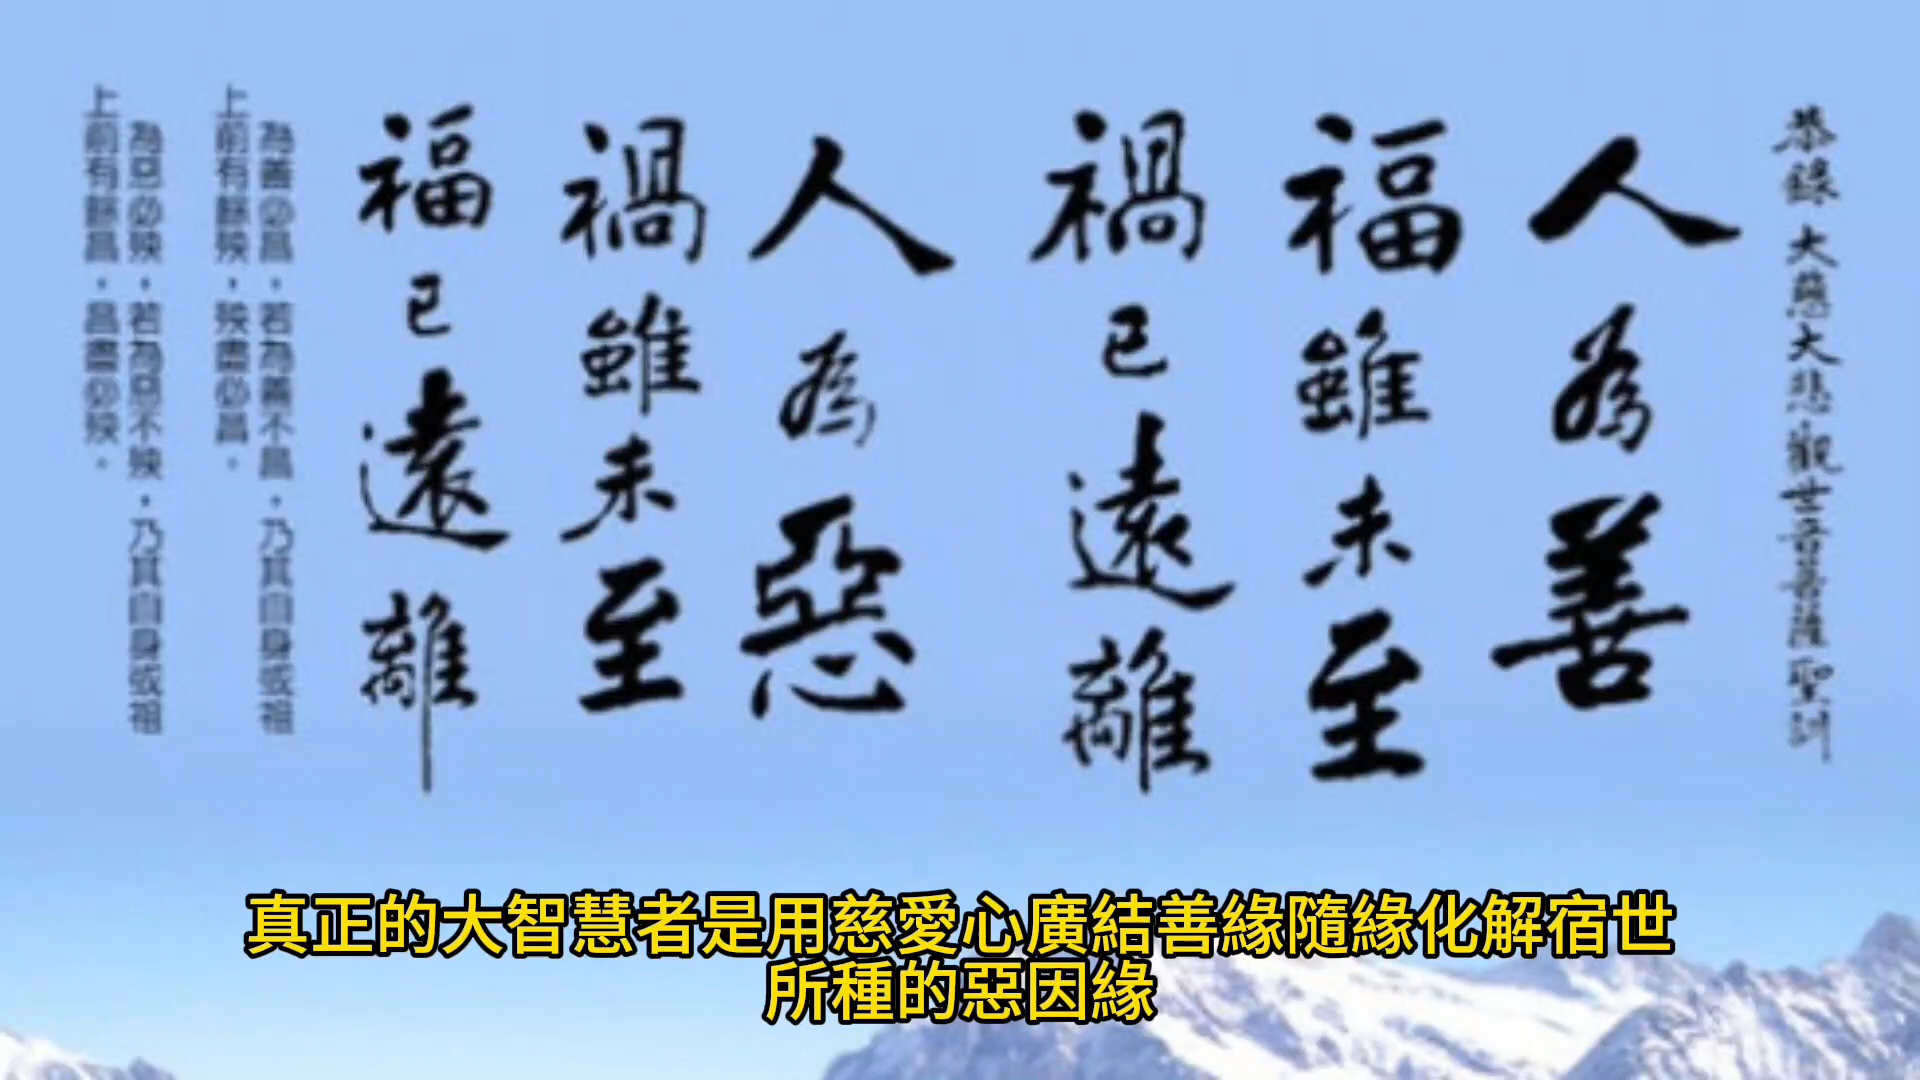 恭錄大慈大悲觀世音菩薩聖訓
人為善
福雖未至
禍已遠離
人為惡
禍雖未至
福已遠離
為善必昌，若為善不昌，乃其自身或祖
上前有餘殃，殃盡必昌。
為惡必殃，若為惡不殃，乃其自身或祖
上前有餘昌，昌盡必殃。
真正的大智慧者是用慈愛心廣結善緣隨緣化解宿世
所種的惡因緣